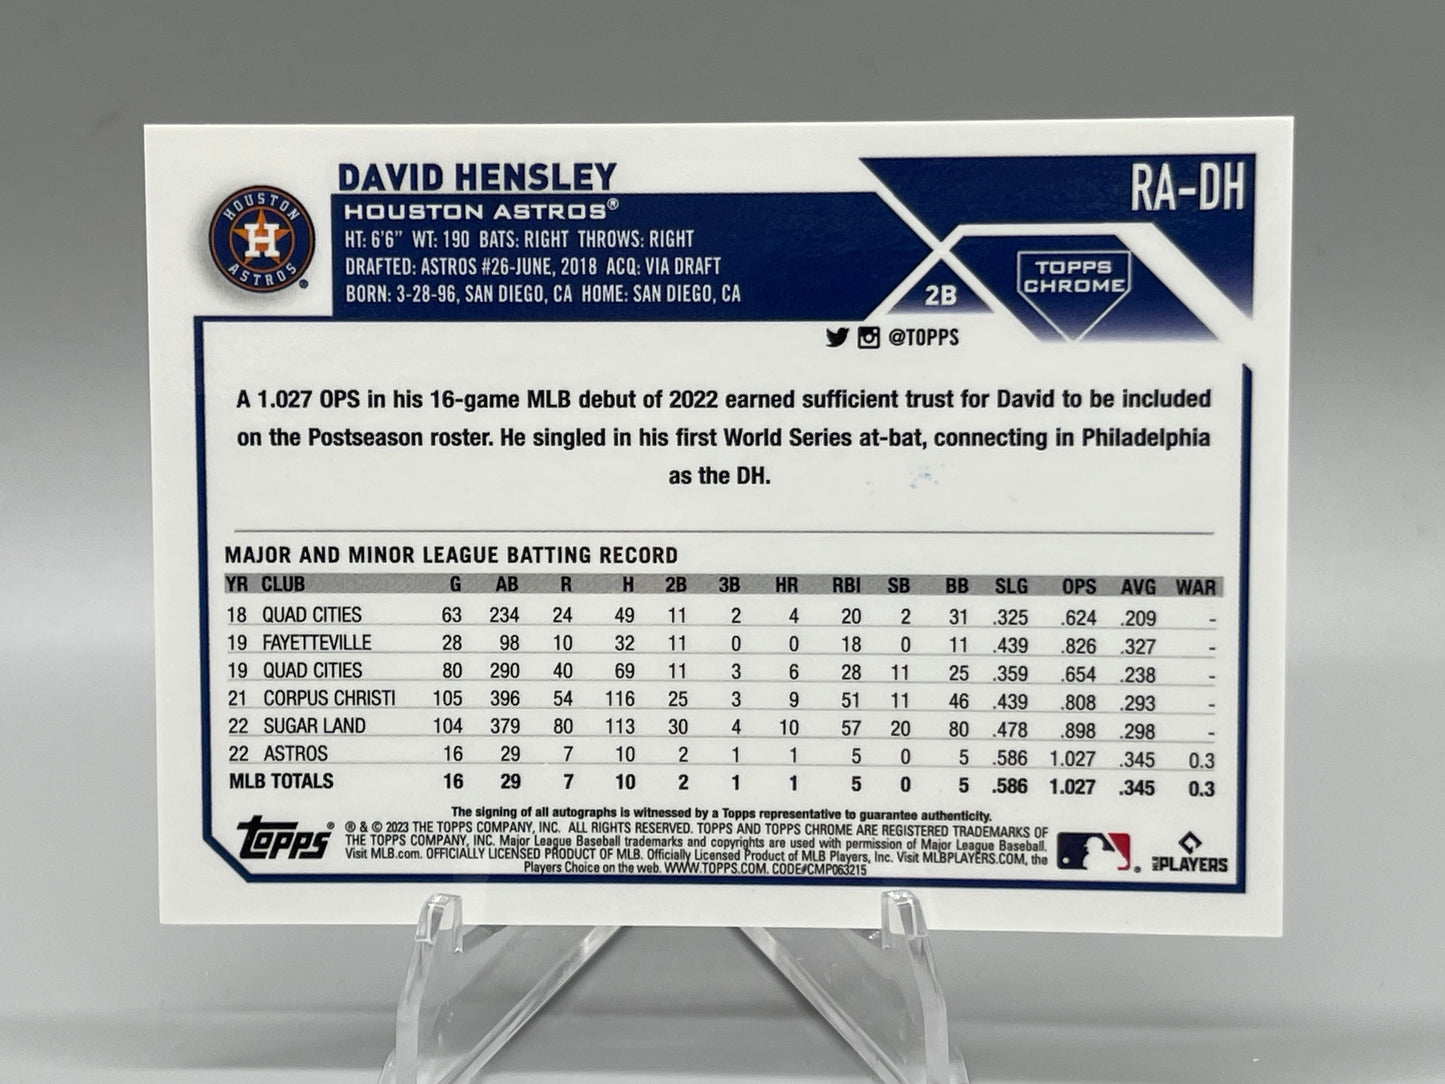 DAVID HENSLEY
RA-DH
HOUSTON
H
ASTROS
HOUSTON ASTROS®
HT: 6'6" WT: 190 BATS: RIGHT THROWS: RIGHT
DRAFTED: ASTROS #26-JUNE, 2018 ACQ: VIA DRAFT
BORN: 3-28-96, SAN DIEGO, CA HOME: SAN DIEGO, CA
2B
TOPPS
CHROME
@TOPPS
A 1.027 OPS in his 16-game MLB debut of 2022 earned sufficient trust for David to be included
on the Postseason roster. He singled in his first World Series at-bat, connecting in Philadelphia
as the DH.
MAJOR AND MINOR LEAGUE BATTING RECORD
YR CLUB G AB R H 2B 3B HR RBI SB BB SLG OPS AVG WAR
18 QUAD CITIES 63 234 24 49 11 2 4 20 2 31 .325 .624 .209 -
19 FAYETTEVILLE 28 98 10 32 11 0 0 18 0 11 .439 .826 .327 -
19 QUAD CITIES 80 290 40 69 11 3 6 28 11 25 .359 .654 .238 -
21 CORPUS CHRISTI 105 396 54 116 25 3 9 51 11 46 .439 .808 .293 -
22 SUGAR LAND 104 379 80 113 30 4 10 57 20 80 .478 .898 .298 -
22 ASTROS 16 29 7 10 2 1 1 5 0 5 .586 1.027 .345 0.3
MLB TOTALS 16 29 7 10 2 1 1 5 0 5 .586 1.027 .345 0.3
The signing of all autographs is witnessed by a Topps representative to guarantee authenticity.
topps®
® & © 2023 THE TOPPS COMPANY, INC. ALL RIGHTS RESERVED. TOPPS AND TOPPS CHROME ARE REGISTERED TRADEMARKS OF
THE TOPPS COMPANY, INC. Major League Baseball trademarks and copyrights are used with permission of Major League Baseball.
Visit MLB.com. OFFICIALLY LICENSED PRODUCT OF MLB. Officially Licensed Product of MLB Players, Inc. Visit MLBPLAYERS.COM, the
Players Choice on the web. WWW.TOPPS.COM. CODE#CMP063215
MLB PLAYERS